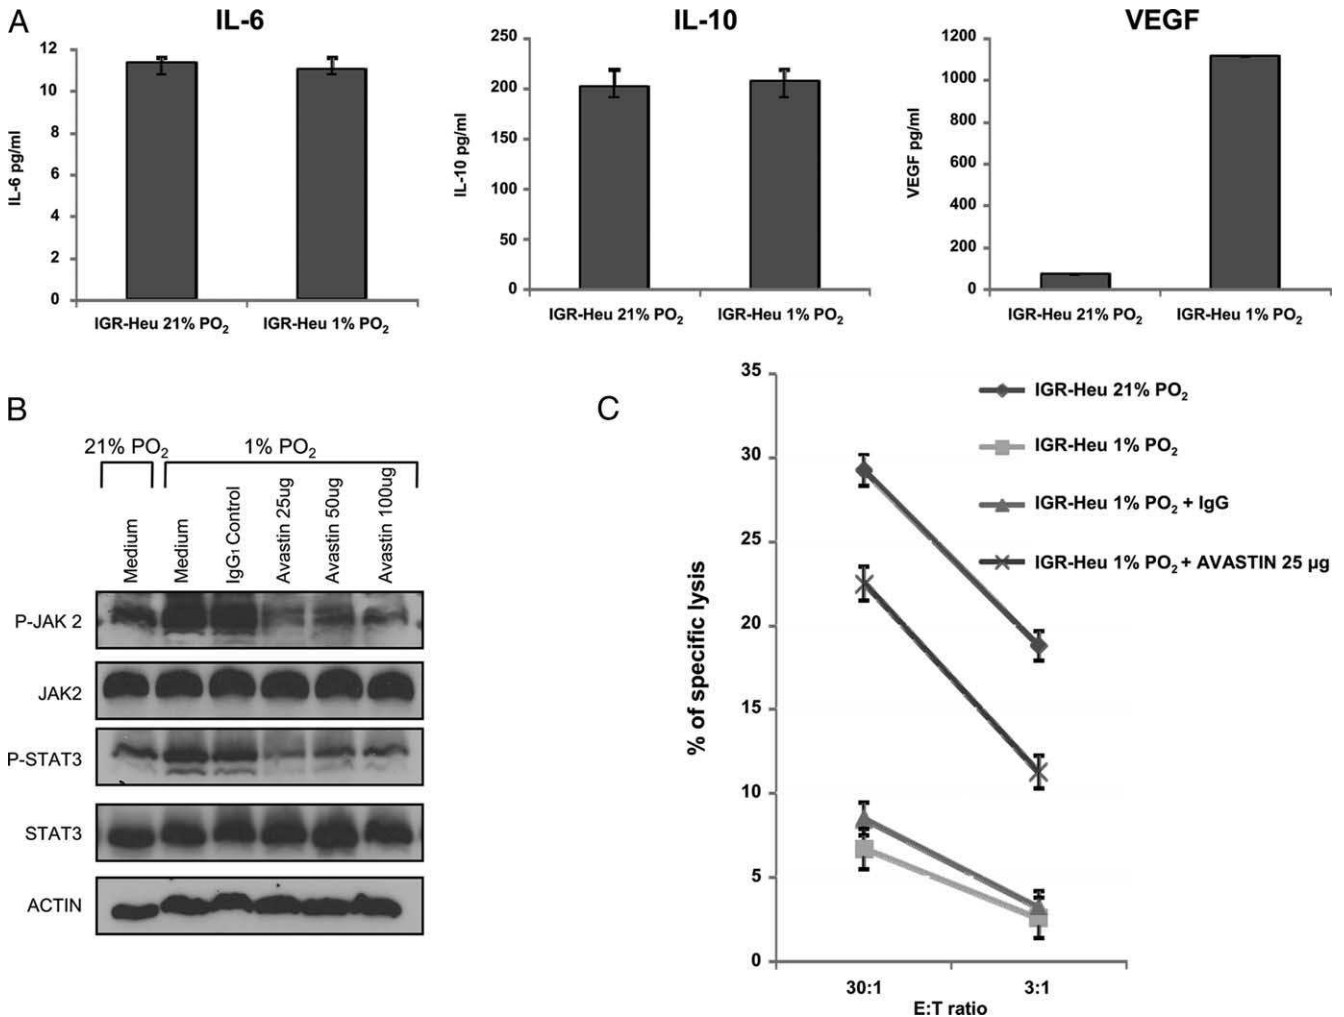 A
IL-6
IL-6 pg/ml
12
10
8
6
4
2
0
IGR-Heu 21% PO2
IGR-Heu 1% PO2
IL-10
IL-10 pg/ml
250
200
150
100
50
0
IGR-Heu 21% PO2
IGR-Heu 1% PO2
VEGF
VEGF pg/ml
1200
1000
800
600
400
200
0
IGR-Heu 21% PO2
IGR-Heu 1% PO2
B
21% PO2
1% PO2
Medium
Medium
IgG1 Control
Avastin 25ug
Avastin 50ug
Avastin 100ug
P-JAK 2
JAK2
P-STAT3
STAT3
ACTIN
C
% of specific lysis
35
30
25
20
15
10
5
0
30:1
3:1
E:T ratio
IGR-Heu 21% PO2
IGR-Heu 1% PO2
IGR-Heu 1% PO2 + IgG
IGR-Heu 1% PO2 + AVASTIN 25 µg